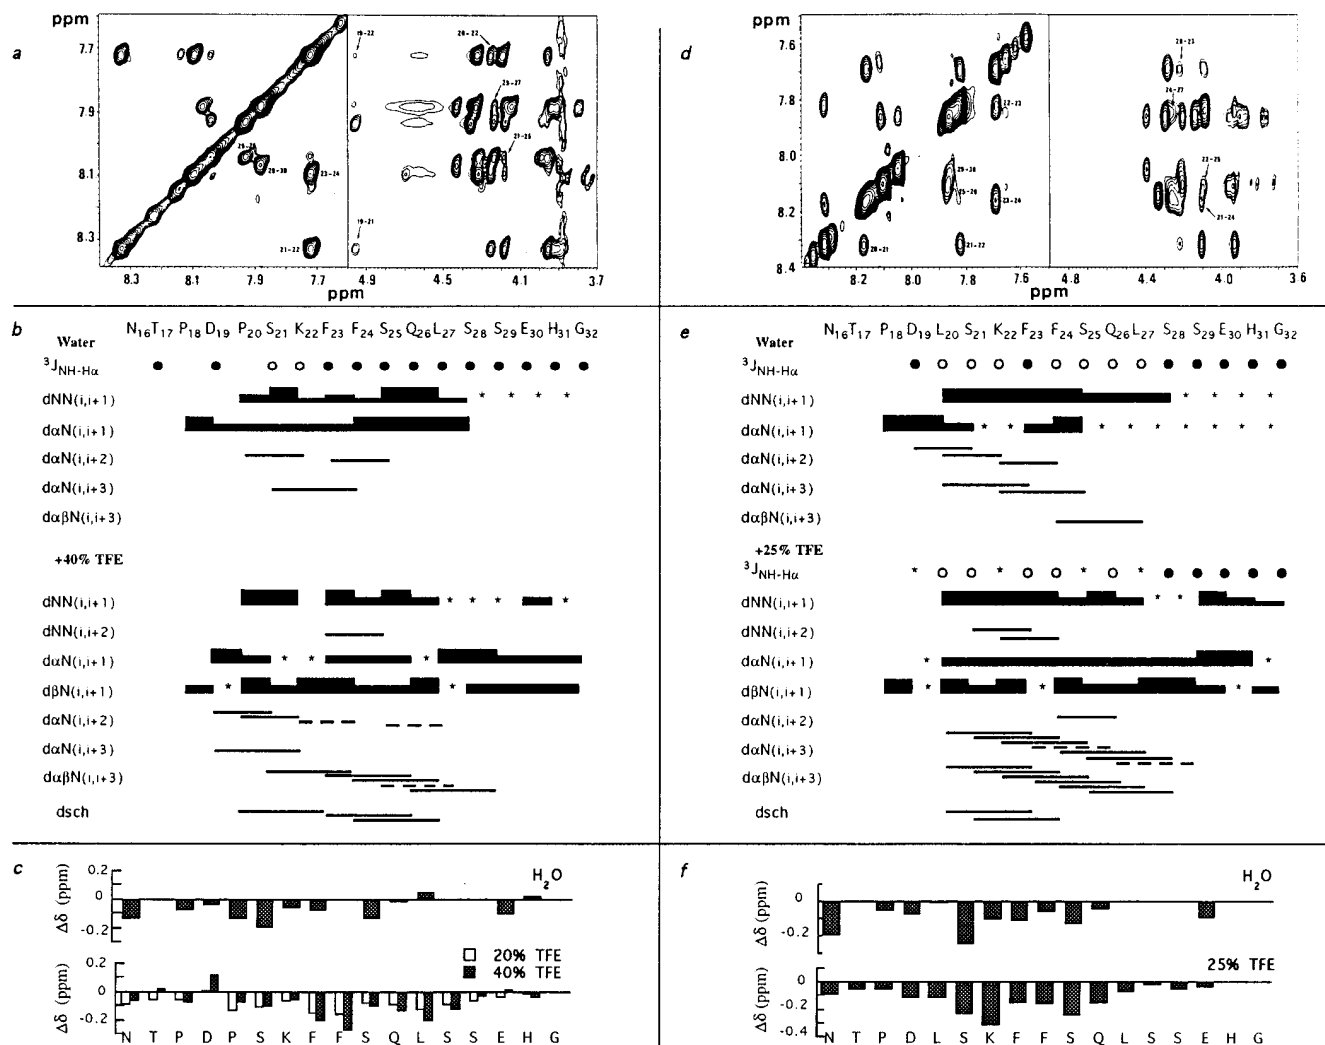 a
ppm
7.7
7.9
8.1
8.3
19-22
20-22
25-27
21-25
28-30
23-24
19-21
21-22
8.3 8.1 7.9 7.7 4.9 4.5 4.1 3.7
ppm
ppm
d
ppm
7.6
7.8
8.0
8.2
8.4
24-27
22-23
23-24
20-21
21-22
21-24
8.2 8.0 7.8 7.6 4.8 4.4 4.0 3.6
ppm
ppm
b
N16 T17 P18 D19 P20 S21 K22 F23 F24 S25 Q26 L27 S28 S29 E30 H31 G32
Water
3JNH-Hα
dNN(i,i+1)
dαN(i,i+1)
dαN(i,i+2)
dαN(i,i+3)
dαβN(i,i+3)
+40% TFE
dNN(i,i+1)
dNN(i,i+2)
dαN(i,i+1)
dβN(i,i+1)
dαN(i,i+2)
dαN(i,i+3)
dαβN(i,i+3)
dsch
e
N16 T17 P18 D19 L20 S21 K22 F23 F24 S25 Q26 L27 S28 S29 E30 H31 G32
Water
3JNH-Hα
dNN(i,i+1)
dαN(i,i+1)
dαN(i,i+2)
dαN(i,i+3)
dαβN(i,i+3)
+25% TFE
3JNH-Hα
dNN(i,i+1)
dNN(i,i+2)
dαN(i,i+1)
dβN(i,i+1)
dαN(i,i+2)
dαN(i,i+3)
dαβN(i,i+3)
dsch
c
Δδ (ppm)
0.2
0
-0.2
H2O
20% TFE
40% TFE
Δδ (ppm)
0.2
0
-0.2
N T P D P S K F F S Q L S S E H G
f
Δδ (ppm)
0
-0.2
H2O
Δδ (ppm)
0
-0.2
-0.4
25% TFE
N T P D L S K F F S Q L S S E H G